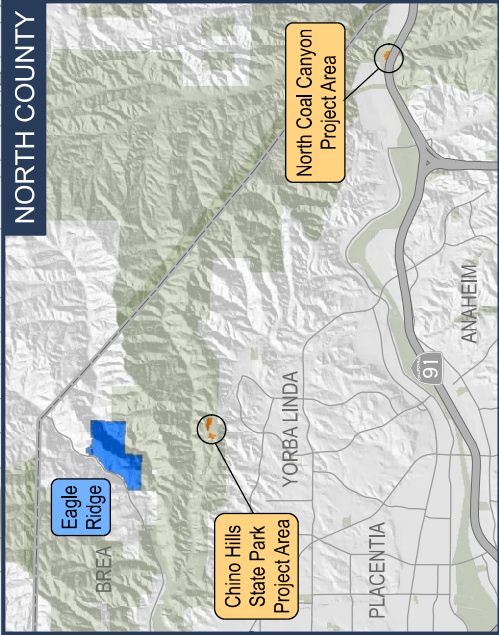 NORTH COUNTY
Eagle
Ridge
BREA
Chino Hills
State Park
Project Area
YORBA LINDA
PLACENTIA
North Coal Canyon
Project Area
91
ANAHEIM